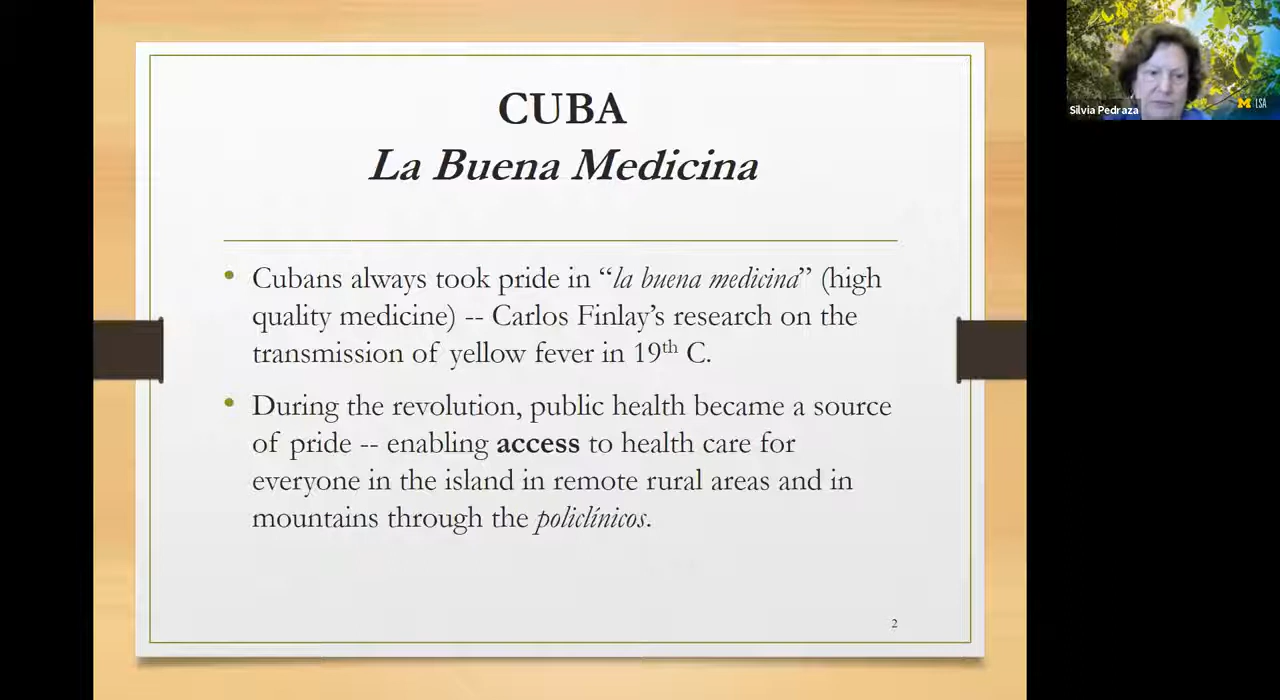 CUBA
La Buena Medicina
• Cubans always took pride in “la buena medicina” (high
quality medicine) -- Carlos Finlay’s research on the
transmission of yellow fever in 19th C.
• During the revolution, public health became a source
of pride -- enabling access to health care for
everyone in the island in remote rural areas and in
mountains through the policlínicos.
2
Silvia Pedraza
M LSA